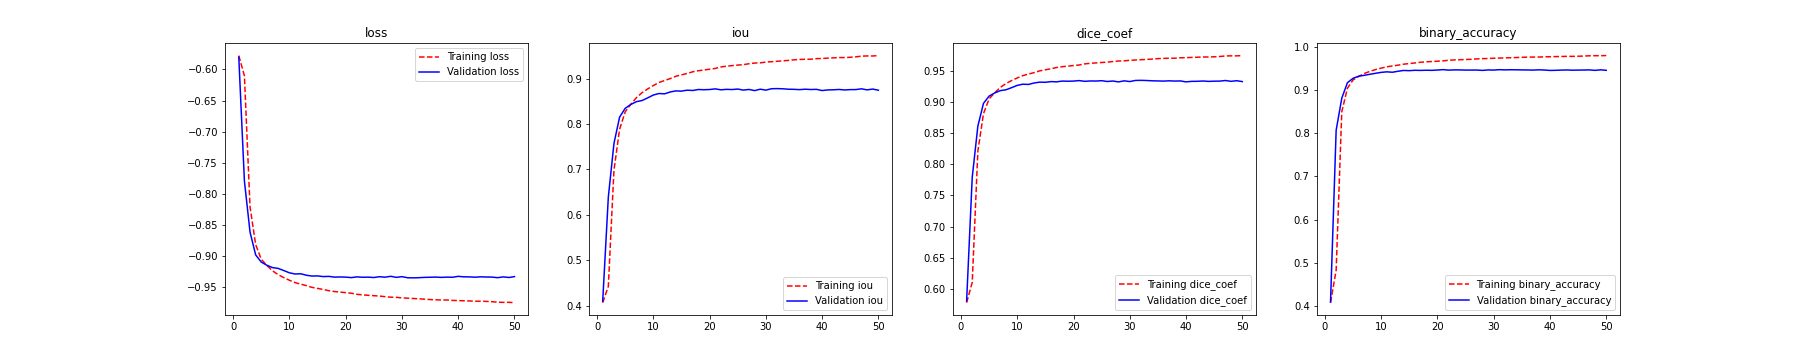 loss
−0.60
−0.65
−0.70
−0.75
−0.80
−0.85
−0.90
−0.95
0 10 20 30 40 50
Training loss
Validation loss
iou
0.9
0.8
0.7
0.6
0.5
0.4
0 10 20 30 40 50
Training iou
Validation iou
dice_coef
0.95
0.90
0.85
0.80
0.75
0.70
0.65
0.60
0 10 20 30 40 50
Training dice_coef
Validation dice_coef
binary_accuracy
1.0
0.9
0.8
0.7
0.6
0.5
0.4
0 10 20 30 40 50
Training binary_accuracy
Validation binary_accuracy